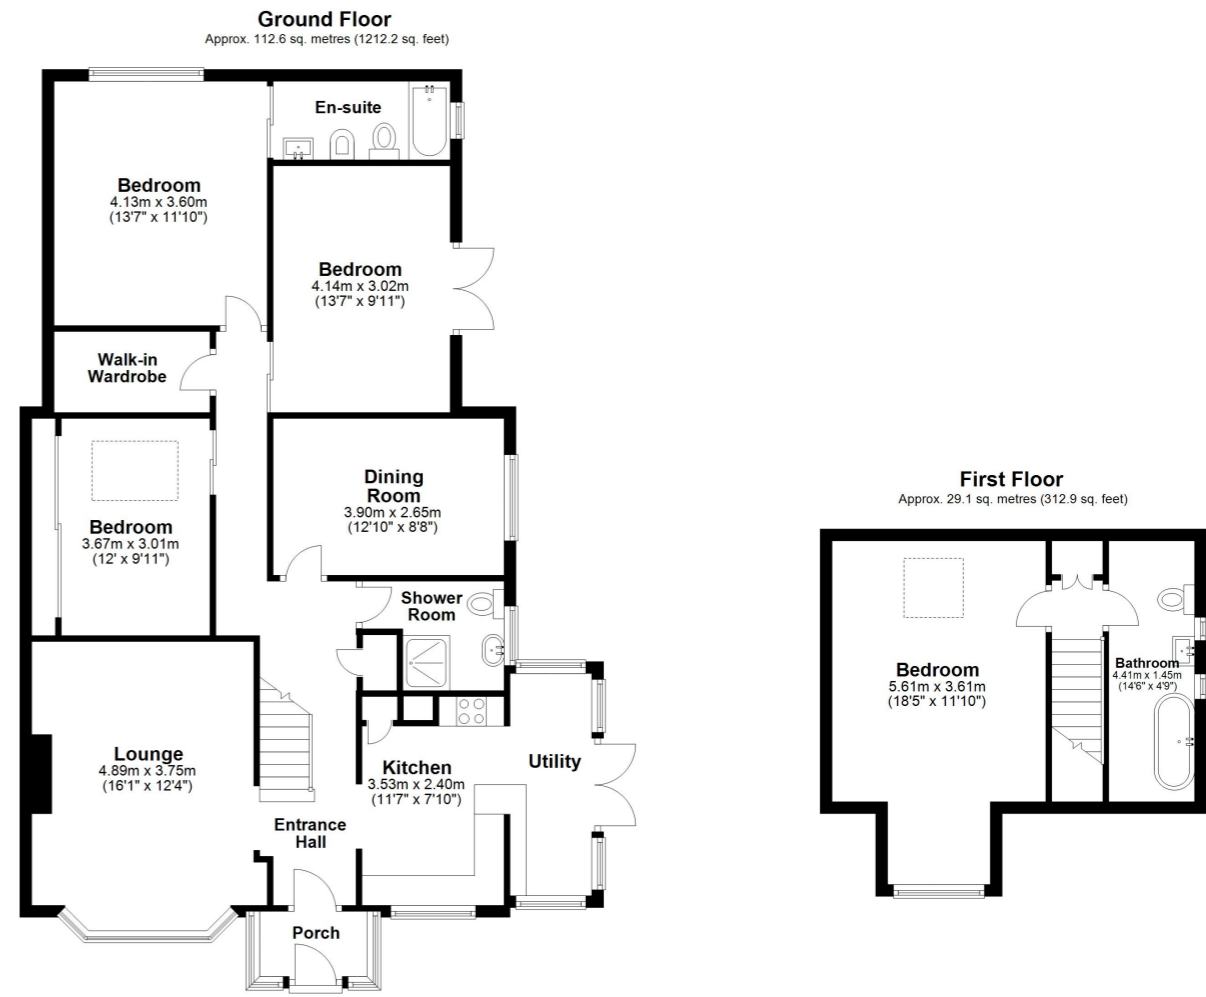 Ground Floor
Approx. 112.6 sq. metres (1212.2 sq. feet)
En-suite
Bedroom
4.13m x 3.60m
(13'7" x 11'10")
Bedroom
4.14m x 3.02m
(13'7" x 9'11")
Walk-in
Wardrobe
Dining
Room
3.90m x 2.65m
(12'10" x 8'8")
Bedroom
3.67m x 3.01m
(12' x 9'11")
Shower
Room
Lounge
4.89m x 3.75m
(16'1" x 12'4")
Kitchen
3.53m x 2.40m
(11'7" x 7'10")
Utility
Entrance
Hall
Porch
First Floor
Approx. 29.1 sq. metres (312.9 sq. feet)
Bedroom
5.61m x 3.61m
(18'5" x 11'10")
Bathroom
4.41m x 1.45m
(14'6" x 4'9")